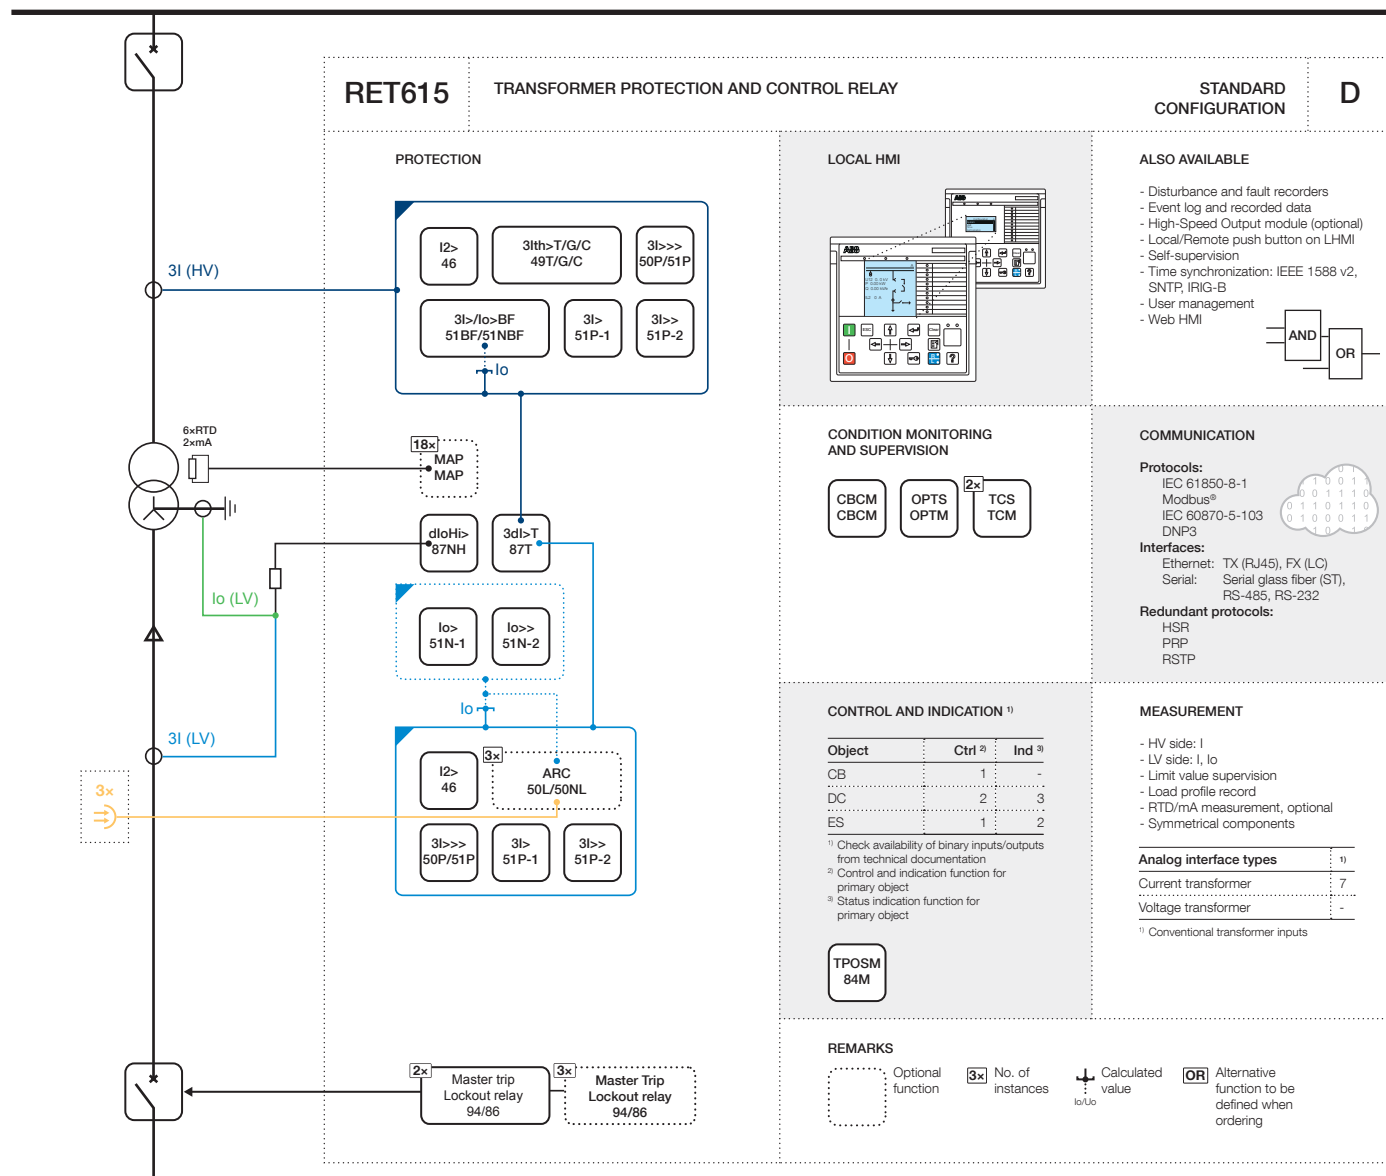 RET615
TRANSFORMER PROTECTION AND CONTROL RELAY
STANDARD
CONFIGURATION
D
PROTECTION
I2>
46
3Ith>T/G/C
49T/G/C
3I>>>
50P/51P
3I (HV)
3I>/Io>BF
51BF/51NBF
3I>
51P-1
3I>>
51P-2
Io
6×RTD
2×mA
18×
MAP
MAP
dIoHi>
87NH
3dI>T
87T
Io (LV)
Io>
51N-1
Io>>
51N-2
Io
3I (LV)
I2>
46
3×
ARC
50L/50NL
3×
3I>>>
50P/51P
3I>
51P-1
3I>>
51P-2
2×
Master trip
Lockout relay
94/86
3×
Master Trip
Lockout relay
94/86
LOCAL HMI
ABB
ABB
ESC
I
O
ALSO AVAILABLE
- Disturbance and fault recorders
- Event log and recorded data
- High-Speed Output module (optional)
- Local/Remote push button on LHMI
- Self-supervision
- Time synchronization: IEEE 1588 v2,
SNTP, IRIG-B
- User management
- Web HMI
AND
OR
CONDITION MONITORING
AND SUPERVISION
CBCM
CBCM
OPTS
OPTM
2×
TCS
TCM
COMMUNICATION
Protocols:
IEC 61850-8-1
Modbus®
IEC 60870-5-103
DNP3
Interfaces:
Ethernet: TX (RJ45), FX (LC)
Serial: Serial glass fiber (ST),
RS-485, RS-232
Redundant protocols:
HSR
PRP
RSTP
CONTROL AND INDICATION 1)
Object Ctrl 2) Ind 3)
CB 1 -
DC 2 3
ES 1 2
1) Check availability of binary inputs/outputs
from technical documentation
2) Control and indication function for
primary object
3) Status indication function for
primary object
TPOSM
84M
MEASUREMENT
- HV side: I
- LV side: I, Io
- Limit value supervision
- Load profile record
- RTD/mA measurement, optional
- Symmetrical components
Analog interface types 1)
Current transformer 7
Voltage transformer -
1) Conventional transformer inputs
REMARKS
Optional
function
3×
No. of
instances
Io/Uo
Calculated
value
OR
Alternative
function to be
defined when
ordering